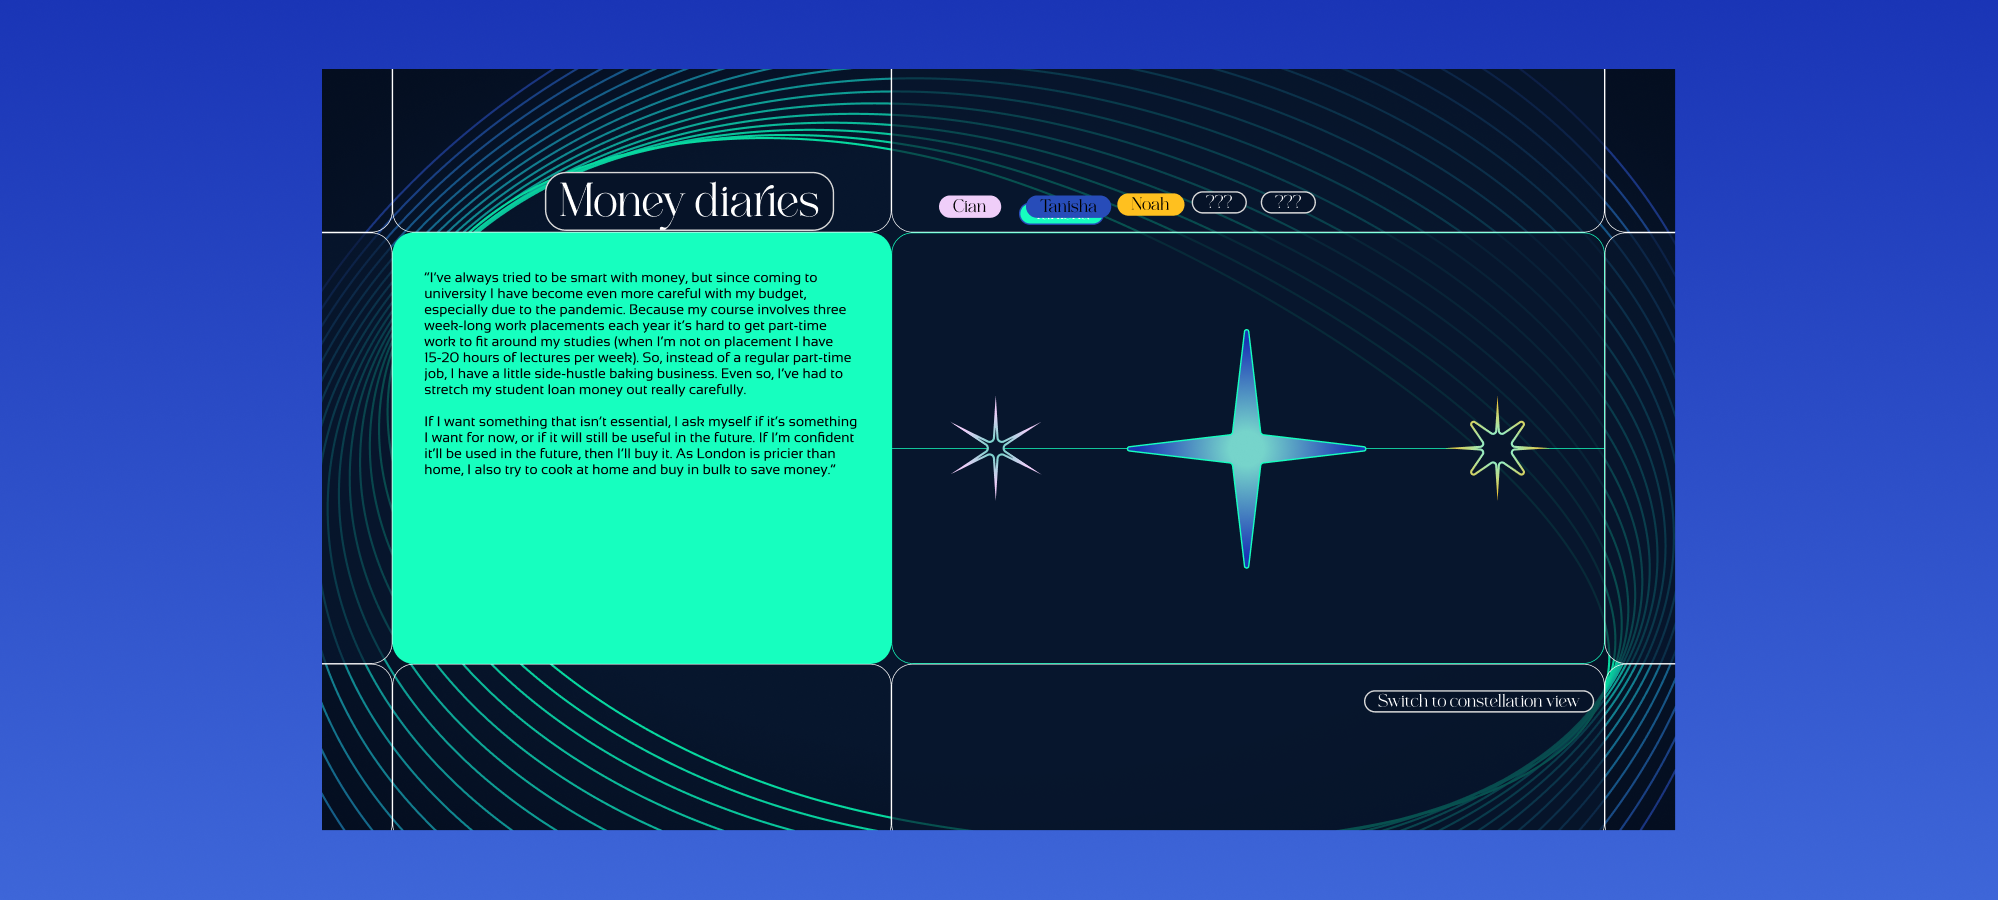 Money diaries
Cian
Tanisha
Noah
???
???
“I’ve always tried to be smart with money, but since coming to
university I have become even more careful with my budget,
especially due to the pandemic. Because my course involves three
week-long work placements each year it’s hard to get part-time
work to fit around my studies (when I’m not on placement I have
15-20 hours of lectures per week). So, instead of a regular part-time
job, I have a little side-hustle baking business. Even so, I’ve had to
stretch my student loan money out really carefully.
If I want something that isn’t essential, I ask myself if it’s something
I want for now, or if it will still be useful in the future. If I’m confident
it’ll be used in the future, then I’ll buy it. As London is pricier than
home, I also try to cook at home and buy in bulk to save money.”
Switch to constellation view